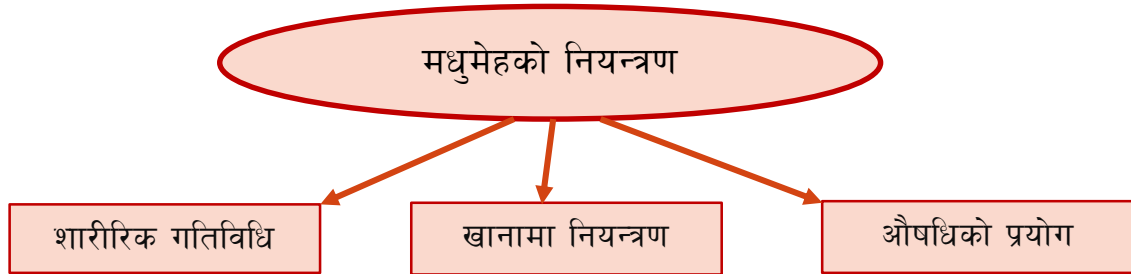 मधुमेहको नियन्त्रण
शारीरिक गतिविधि
खानामा नियन्त्रण
औषधिको प्रयोग